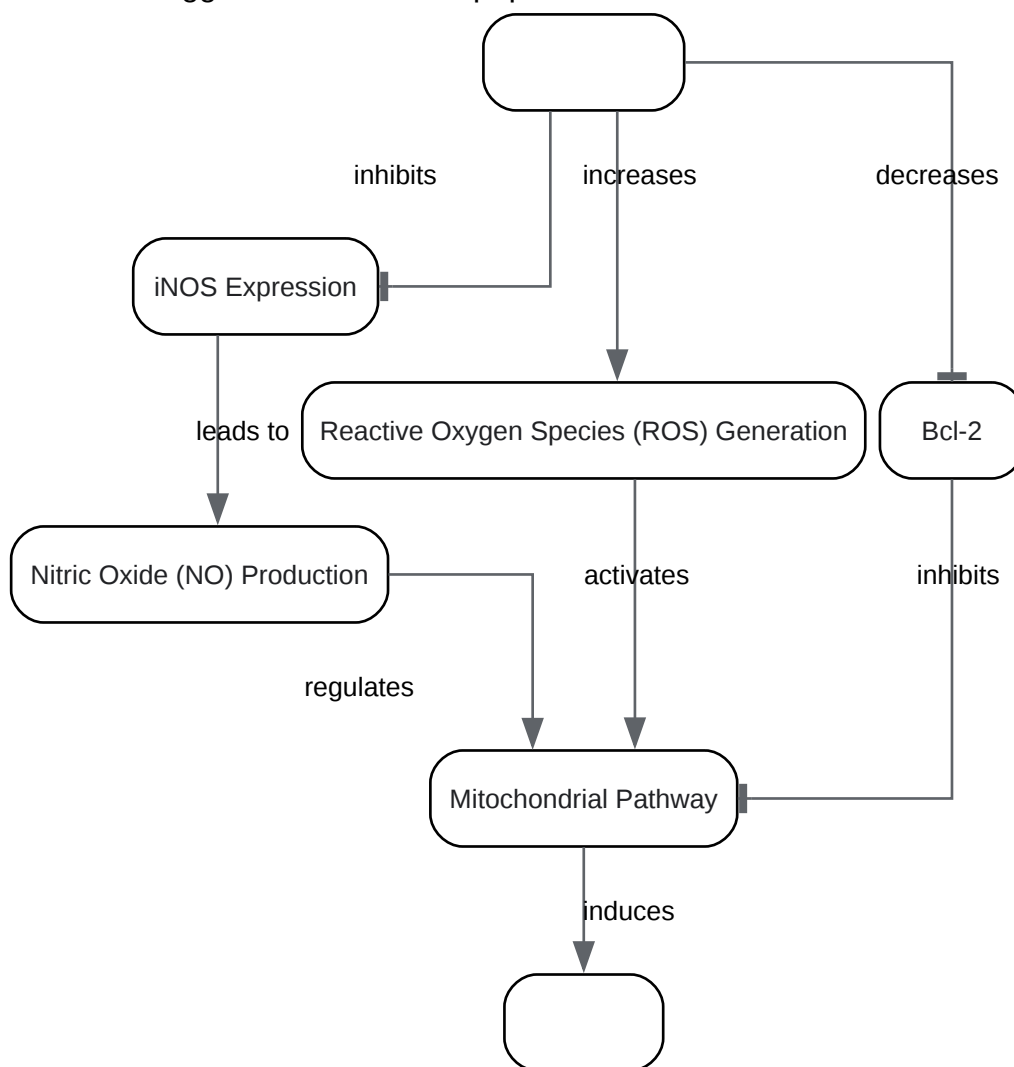 inhibits
increases
decreases
iNOS Expression
leads to
Reactive Oxygen Species (ROS) Generation
Bcl-2
Nitric Oxide (NO) Production
activates
inhibits
regulates
Mitochondrial Pathway
induces